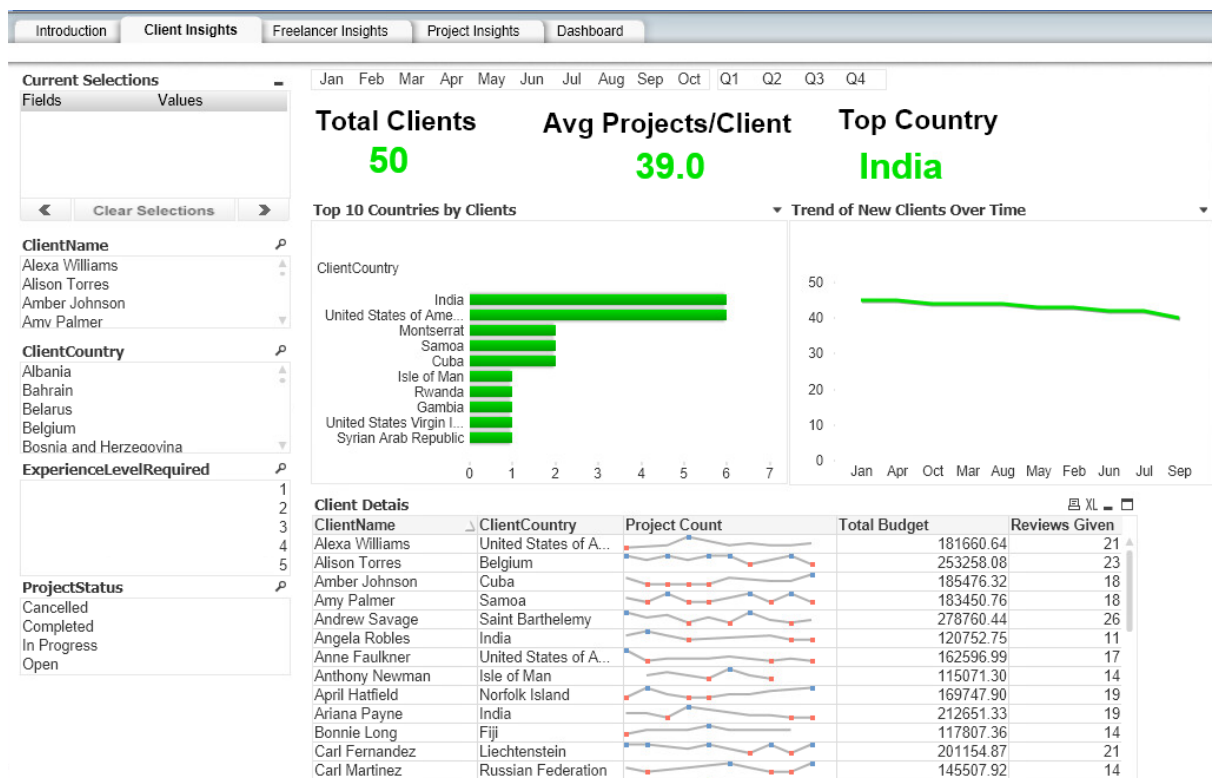 Introduction Client Insights Freelancer Insights Project Insights Dashboard
Current Selections
Fields Values
Clear Selections
ClientName
Alexa Williams
Alison Torres
Amber Johnson
Amy Palmer
ClientCountry
Albania
Bahrain
Belarus
Belgium
Bosnia and Herzegovina
ExperienceLevelRequired
1
2
3
4
5
ProjectStatus
Cancelled
Completed
In Progress
Open
Jan Feb Mar Apr May Jun Jul Aug Sep Oct Q1 Q2 Q3 Q4
Total Clients
50
Avg Projects/Client
39.0
Top Country
India
Top 10 Countries by Clients
ClientCountry
India
United States of Ame...
Montserrat
Samoa
Cuba
Isle of Man
Rwanda
Gambia
United States Virgin I...
Syrian Arab Republic
0 1 2 3 4 5 6 7
Trend of New Clients Over Time
50
40
30
20
10
0
Jan Apr Oct Mar Aug May Feb Jun Jul Sep
Client Detais
XL
ClientName ClientCountry Project Count Total Budget Reviews Given
Alexa Williams United States of A... 181660.64 21
Alison Torres Belgium 253258.08 23
Amber Johnson Cuba 185476.32 18
Amy Palmer Samoa 183450.76 18
Andrew Savage Saint Barthelemy 278760.44 26
Angela Robles India 120752.75 11
Anne Faulkner United States of A... 162596.99 17
Anthony Newman Isle of Man 115071.30 14
April Hatfield Norfolk Island 169747.90 19
Ariana Payne India 212651.33 19
Bonnie Long Fiji 117807.36 14
Carl Fernandez Liechtenstein 201154.87 21
Carl Martinez Russian Federation 145507.92 14